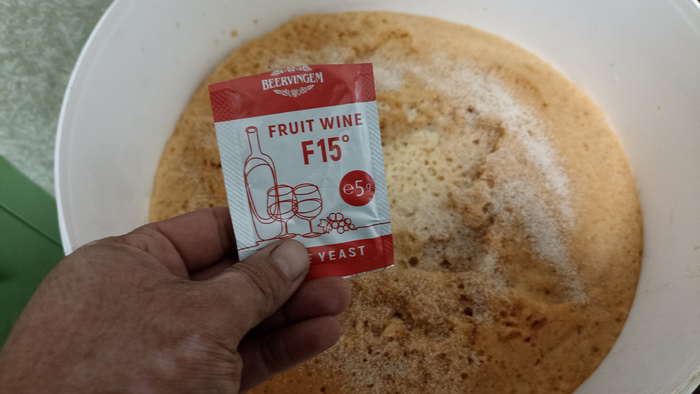 BEERVINGEM
FRUIT WINE
F15°
e5g
E YEAST